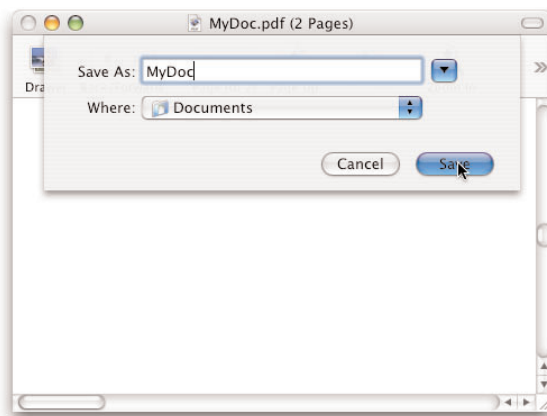 MyDoc.pdf (2 Pages)
Save As: MyDoc
Where: Documents
Cancel Save